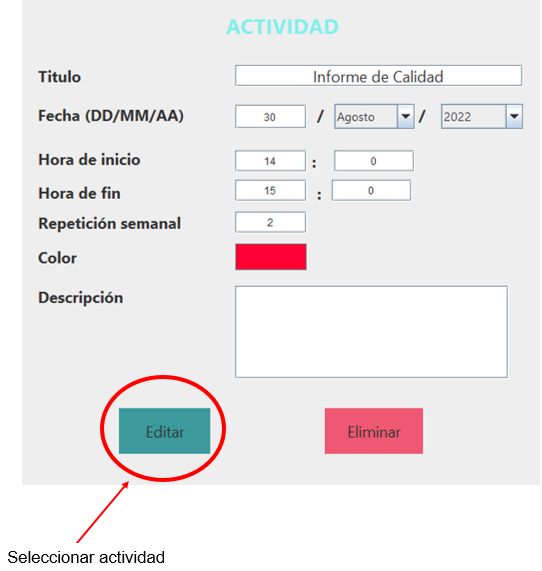 ACTIVIDAD
Titulo Informe de Calidad
Fecha (DD/MM/AA) 30 / Agosto / 2022
Hora de inicio 14 : 0
Hora de fin 15 : 0
Repetición semanal 2
Color
Descripción
Editar Eliminar
Seleccionar actividad